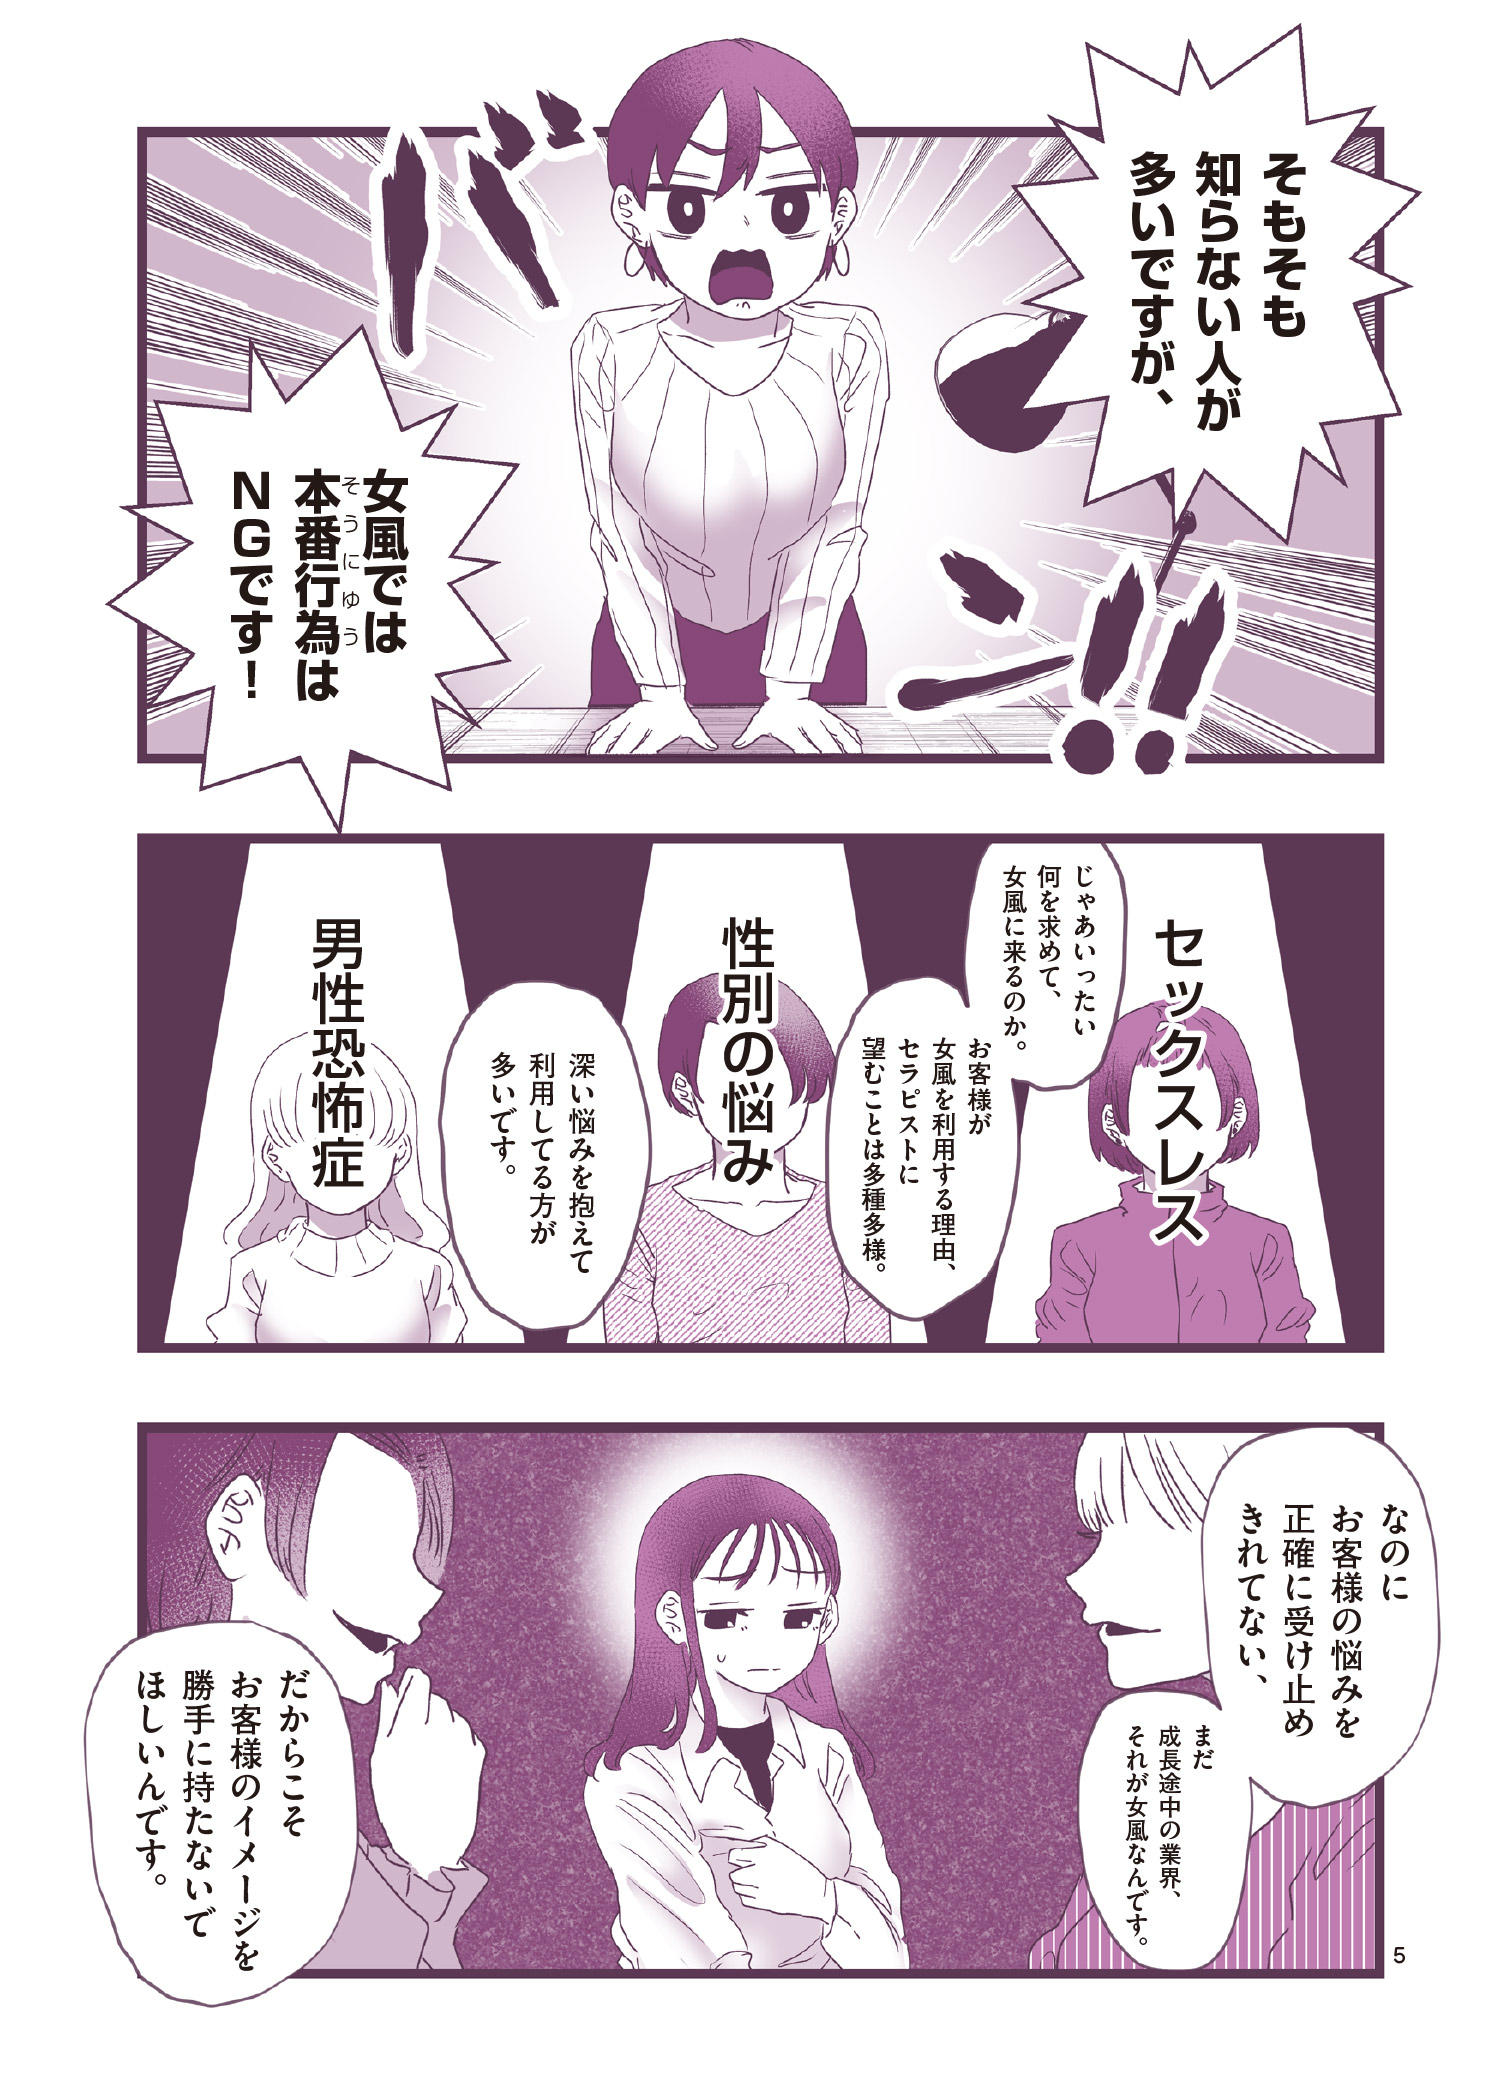 そもそも
知らない人が
多いですが、
バンッ!!
女風では
本番行為は
そうにゅう
NGです！
じゃあいったい
何を求めて、
女風に来るのか。
セックスレス
お客様が
女風を利用する理由、
セラピストに
望むことは多種多様。
性別の悩み
深い悩みを抱えて
利用してる方が
多いです。
男性恐怖症
なのに
お客様の悩みを
正確に受け止め
きれてない、
まだ
成長途中の業界、
それが女風なんです。
だからこそ
お客様のイメージを
勝手に持たないで
ほしいんです。
5